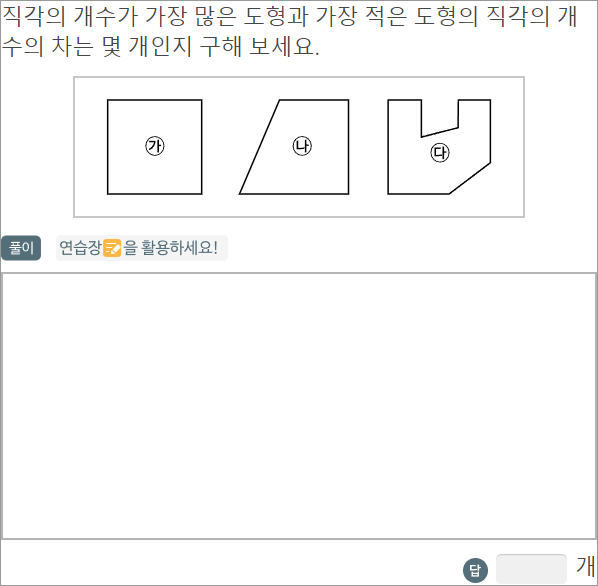 직각의 개수가 가장 많은 도형과 가장 적은 도형의 직각의 개
수의 차는 몇 개인지 구해 보세요.
㉮ ㉯ ㉰
풀이 연습장📝을 활용하세요!
답 개